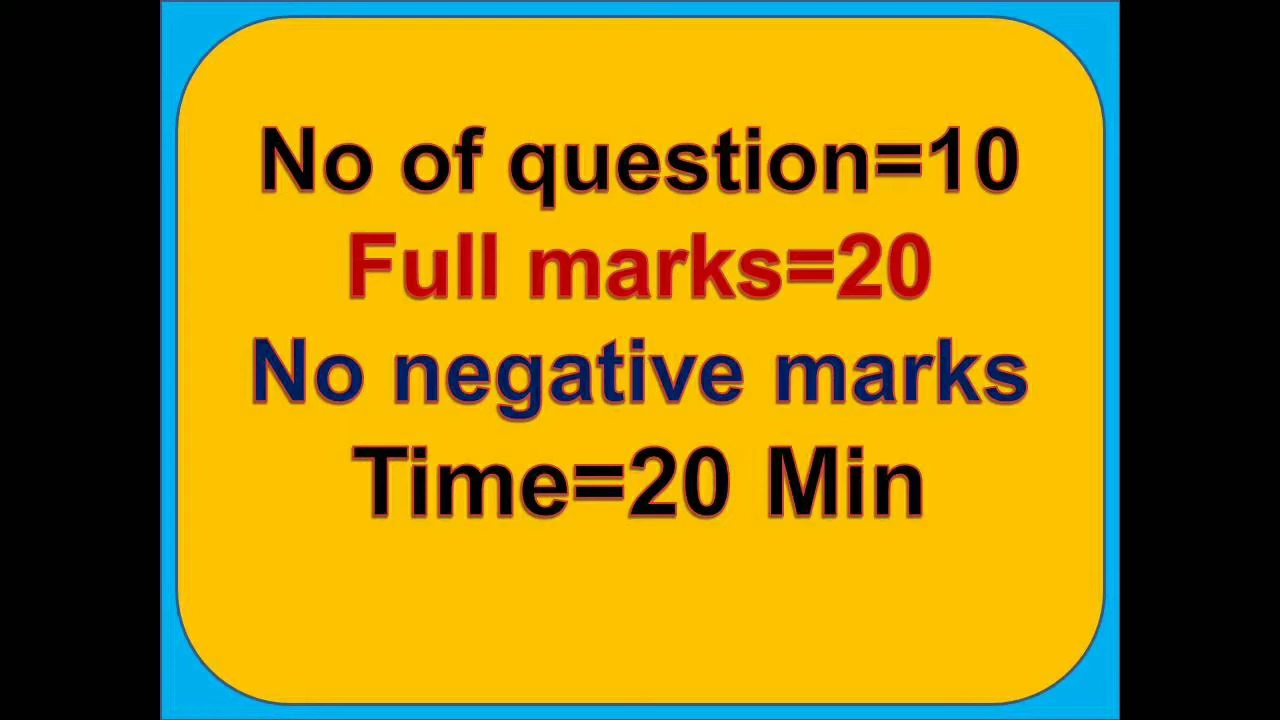 No of question=10
Full marks=20
No negative marks
Time=20 Min